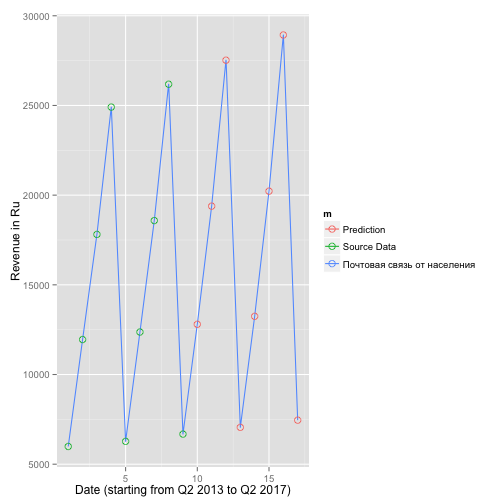 30000
25000
20000
15000
10000
5000
Revenue in Ru
5
10
15
Date (starting from Q2 2013 to Q2 2017)
m
Prediction
Source Data
Почтовая связь от населения